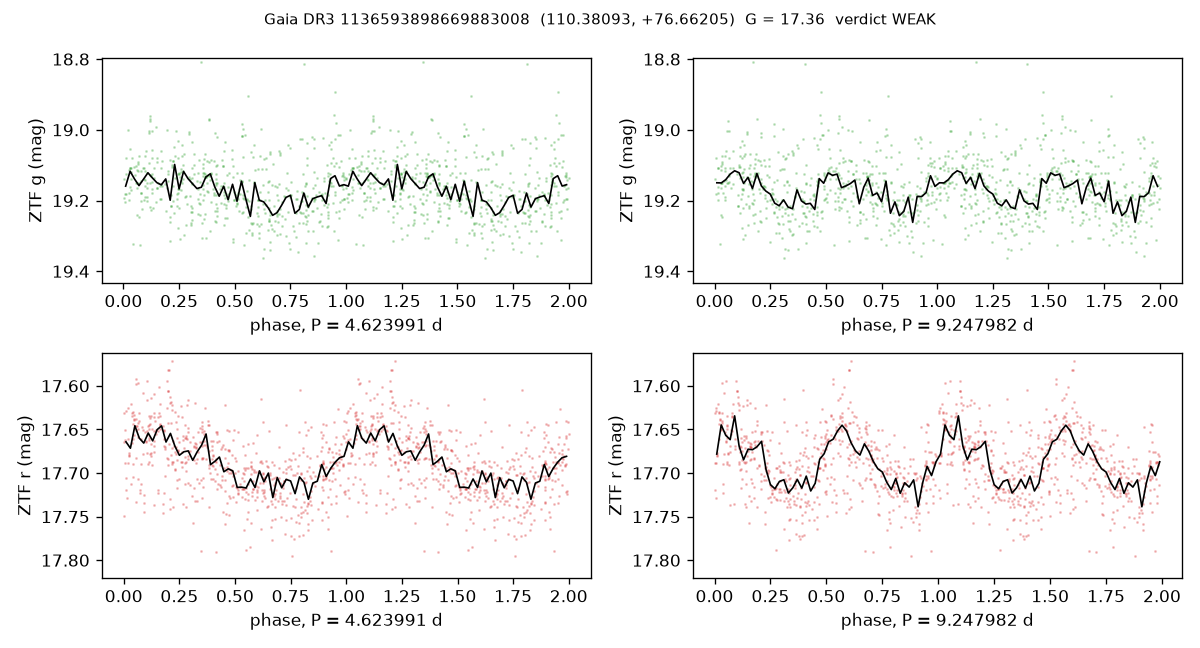 Gaia DR3 1136593898669883008 (110.38093, +76.66205) G = 17.36 verdict WEAK
18.8
19.0
19.2
19.4
ZTF g (mag)
0.00 0.25 0.50 0.75 1.00 1.25 1.50 1.75 2.00
phase, P = 4.623991 d
18.8
19.0
19.2
19.4
ZTF g (mag)
0.00 0.25 0.50 0.75 1.00 1.25 1.50 1.75 2.00
phase, P = 9.247982 d
17.60
17.65
17.70
17.75
17.80
ZTF r (mag)
0.00 0.25 0.50 0.75 1.00 1.25 1.50 1.75 2.00
phase, P = 4.623991 d
17.60
17.65
17.70
17.75
17.80
ZTF r (mag)
0.00 0.25 0.50 0.75 1.00 1.25 1.50 1.75 2.00
phase, P = 9.247982 d